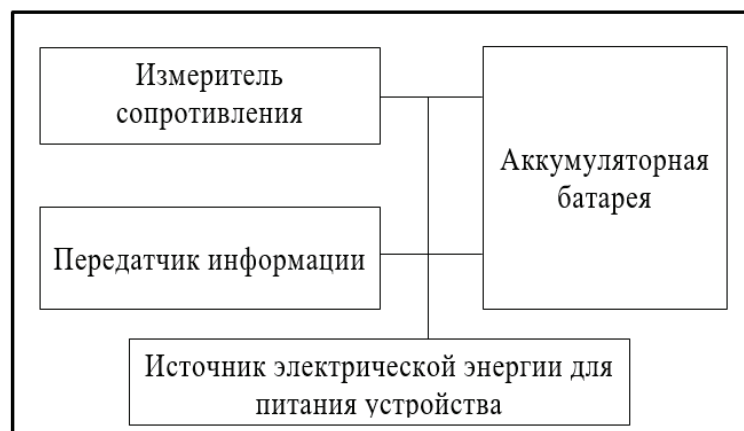 Измеритель
сопротивления
Аккумуляторная
батарея
Передатчик информации
Источник электрической энергии для
питания устройства